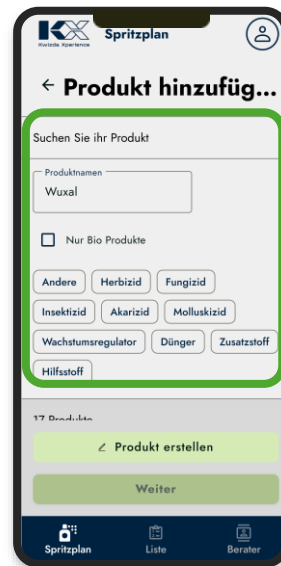 KX
Kwizda Xperience
Spritzplan
← Produkt hinzufüg...
Suchen Sie ihr Produkt
Produktnamen
Wuxal
Nur Bio Produkte
Andere Herbizid Fungizid
Insektizid Akarizid Molluskizid
Wachstumsregulator Dünger Zusatzstoff
Hilfsstoff
17 Produkte
Produkt erstellen
Weiter
Spritzplan Liste Berater